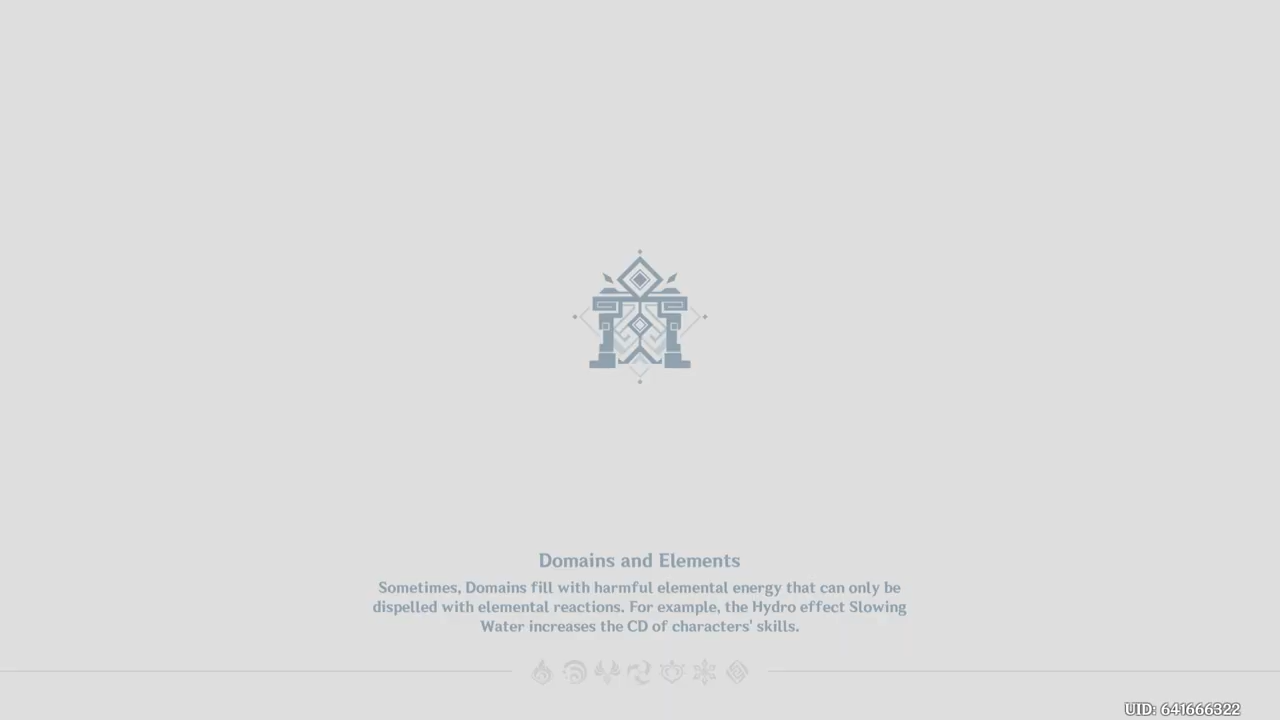 Domains and Elements
Sometimes, Domains fill with harmful elemental energy that can only be
dispelled with elemental reactions. For example, the Hydro effect Slowing
Water increases the CD of characters' skills.
UID: 641666322